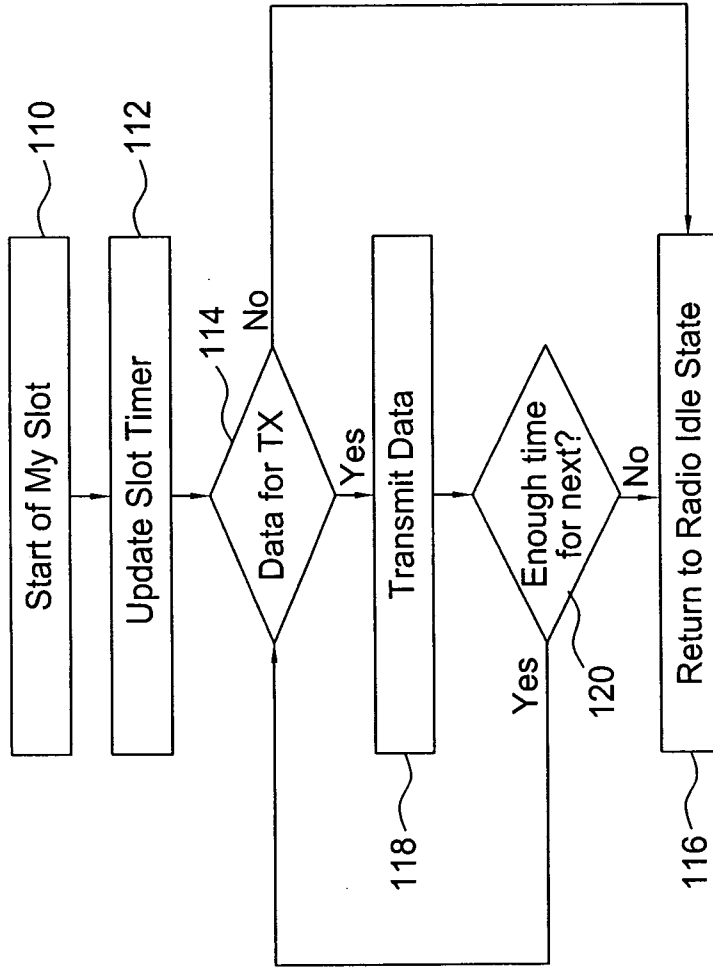 Start of My Slot
110
Update Slot Timer
112
114
Data for TX
No
Yes
Transmit Data
118
Enough time
for next?
Yes
120
No
Return to Radio Idle State
116